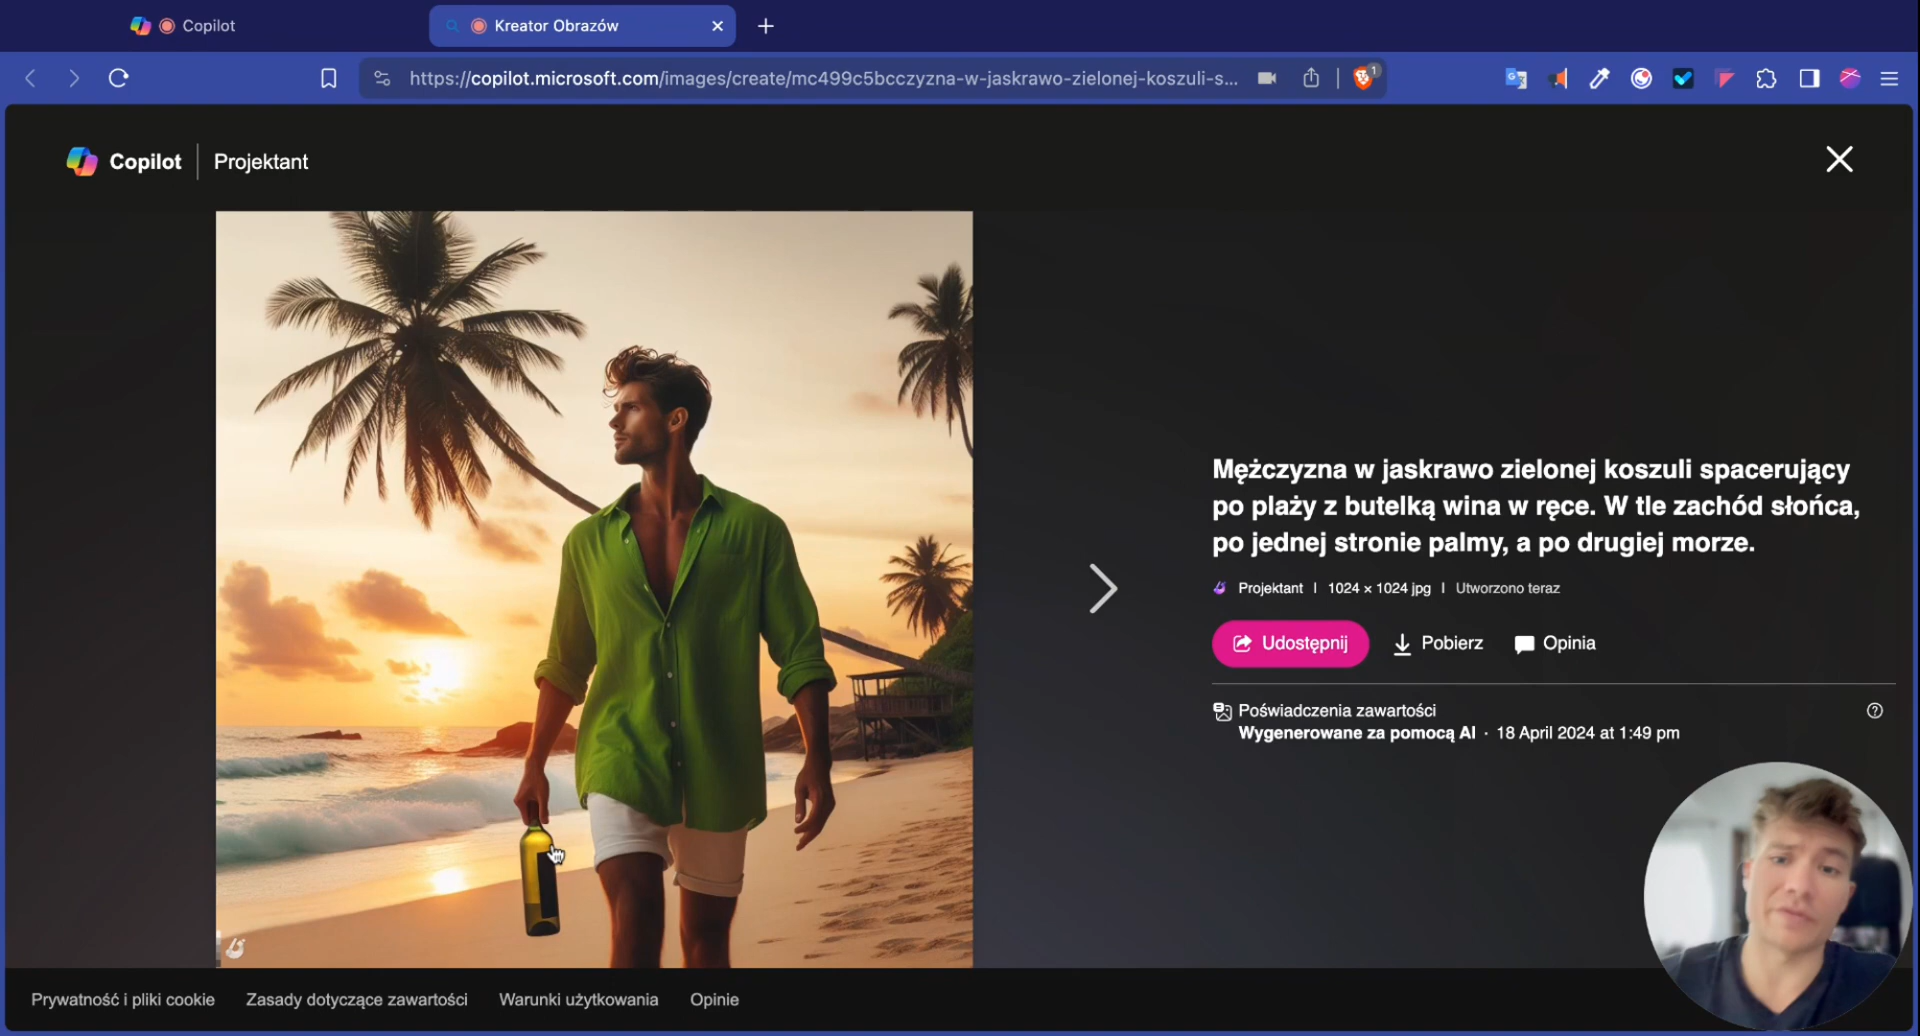 Copilot
Kreator Obrazów
https://copilot.microsoft.com/images/create/mc499c5bcczyzna-w-jaskrawo-zielonej-koszuli-s...
1
Copilot | Projektant
Mężczyzna w jaskrawo zielonej koszuli spacerujący
po plaży z butelką wina w ręce. W tle zachód słońca,
po jednej stronie palmy, a po drugiej morze.
Projektant | 1024 × 1024 jpg | Utworzono teraz
Udostępnij
Pobierz
Opinia
Poświadczenia zawartości
Wygenerowane za pomocą AI · 18 April 2024 at 1:49 pm
Prywatność i pliki cookie
Zasady dotyczące zawartości
Warunki użytkowania
Opinie